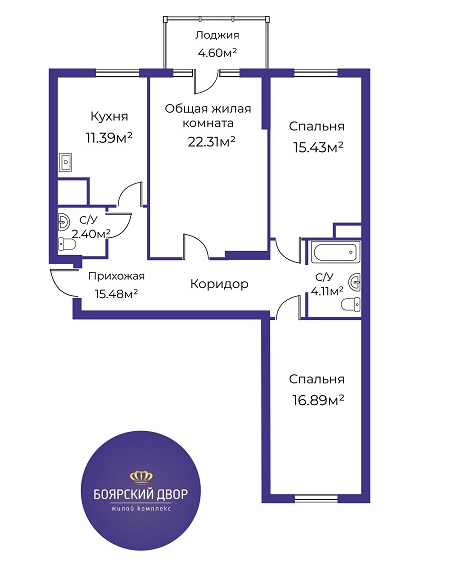 Лоджия
4.60м²
Кухня
11.39м²
Общая жилая
комната
22.31м²
Спальня
15.43м²
С/У
2.40м²
Прихожая
15.48м²
Коридор
С/У
4.11м²
Спальня
16.89м²
БОЯРСКИЙ ДВОР
жилой комплекс